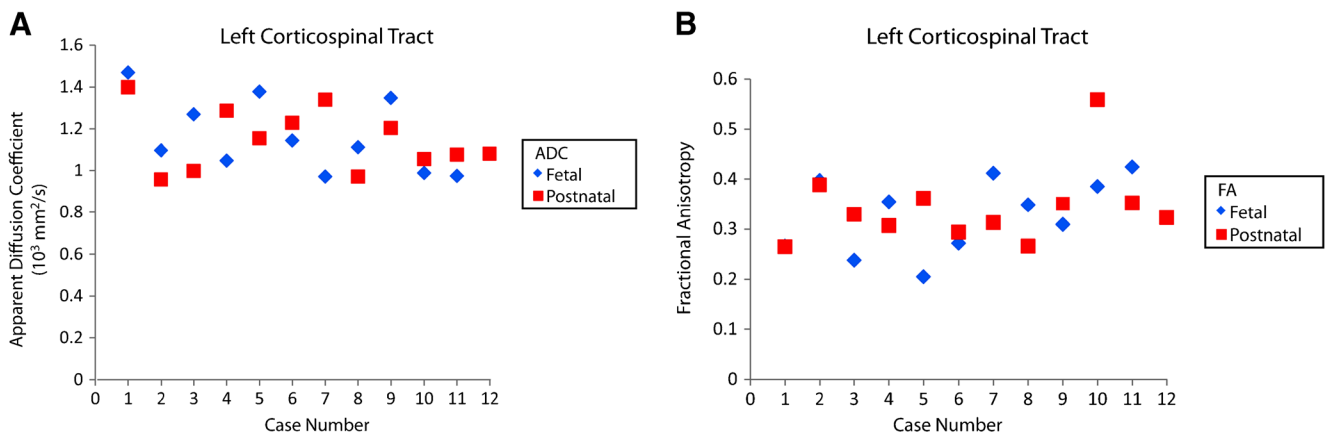 A
Left Corticospinal Tract
1.6
1.4
1.2
1
0.8
0.6
0.4
0.2
0
0 1 2 3 4 5 6 7 8 9 10 11 12
Case Number
Apparent Diffusion Coefficient
(10³ mm²/s)
ADC
Fetal
Postnatal
B
Left Corticospinal Tract
0.6
0.5
0.4
0.3
0.2
0.1
0
0 1 2 3 4 5 6 7 8 9 10 11 12
Case Number
Fractional Anisotropy
FA
Fetal
Postnatal